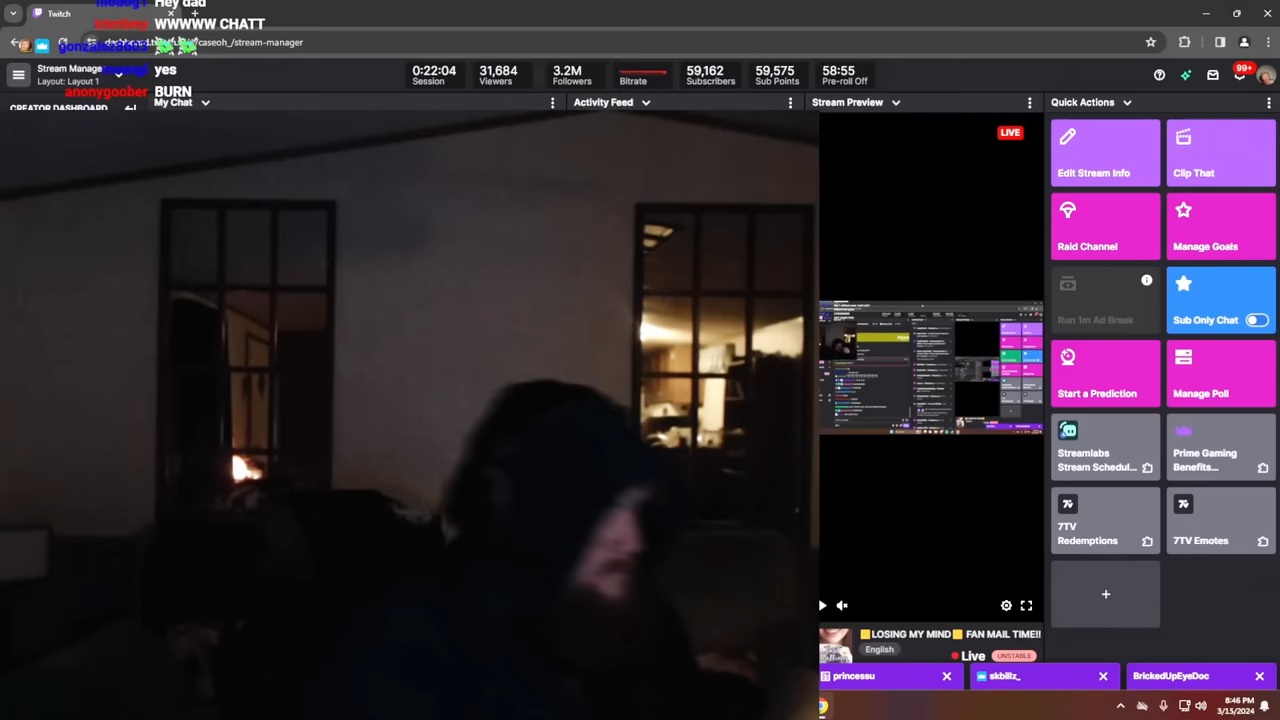 Hey dad
Twitch
WWWWW CHATT
gonzalez8603
caseoh_/stream-manager
yes
anonygoober BURN
Stream Manage
Layout: Layout 1
0:22:04
Session
31,684
Viewers
3.2M
Followers
Bitrate
59,162
Subscribers
59,575
Sub Points
58:55
Pre-roll Off
99+
CREATOR DASHBOARD
My Chat
Activity Feed
Stream Preview
Quick Actions
LIVE
Edit Stream Info
Clip That
Raid Channel
Manage Goals
Run 1m Ad Break
Sub Only Chat
Start a Prediction
Manage Poll
Streamlabs
Stream Schedul...
Prime Gaming
Benefits...
7TV
Redemptions
7TV Emotes
LOSING MY MIND FAN MAIL TIME!!
English
Live UNSTABLE
princessu
skbillz_
BrickedUpEyeDoc
8:46 PM
3/15/2024